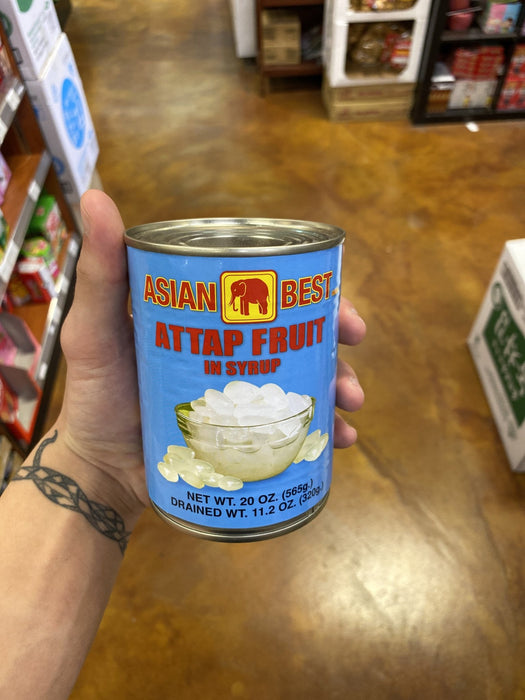 ASIAN BEST
ATTAP FRUIT
IN SYRUP
NET WT. 20 OZ. (565g.)
DRAINED WT. 11.2 OZ. (320g.)